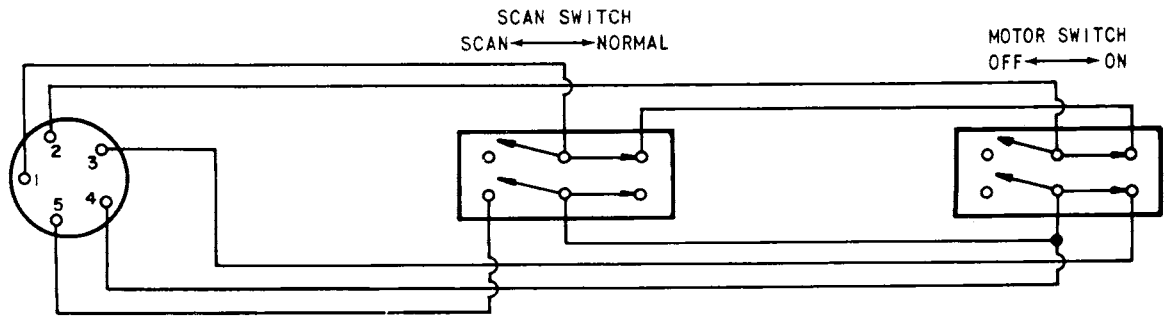 SCAN SWITCH
SCAN NORMAL
MOTOR SWITCH
OFF ON
2
3
1
5
4